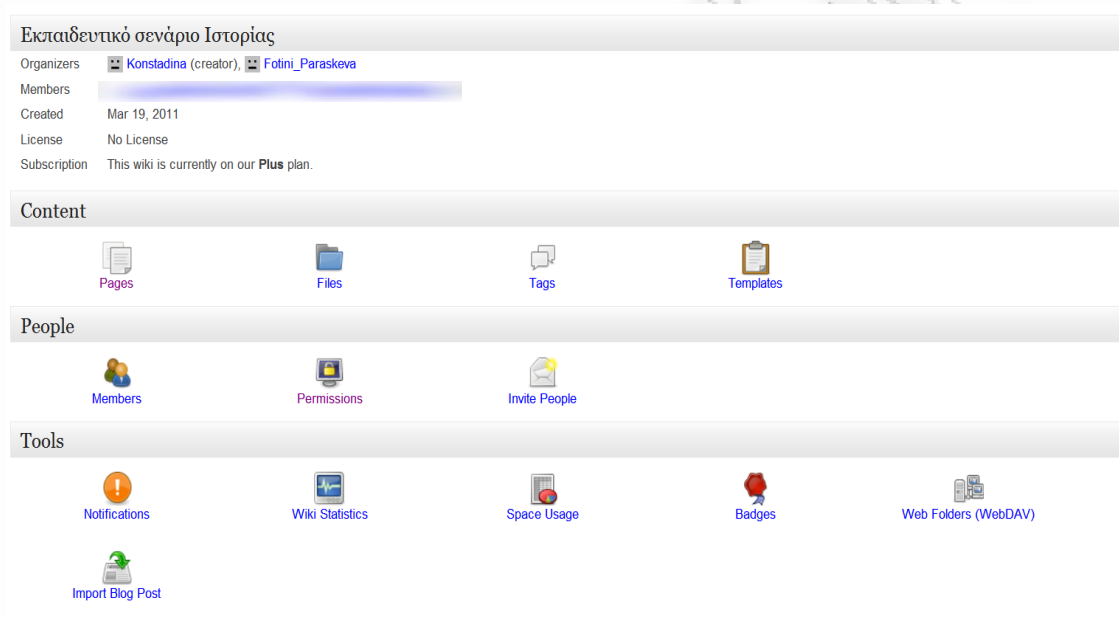 Εκπαιδευτικό σενάριο Ιστορίας
Organizers Konstadina (creator), Fotini_Paraskeva
Members
Created Mar 19, 2011
License No License
Subscription This wiki is currently on our Plus plan.
Content
Pages Files Tags Templates
People
Members Permissions Invite People
Tools
Notifications Wiki Statistics Space Usage Badges Web Folders (WebDAV)
Import Blog Post